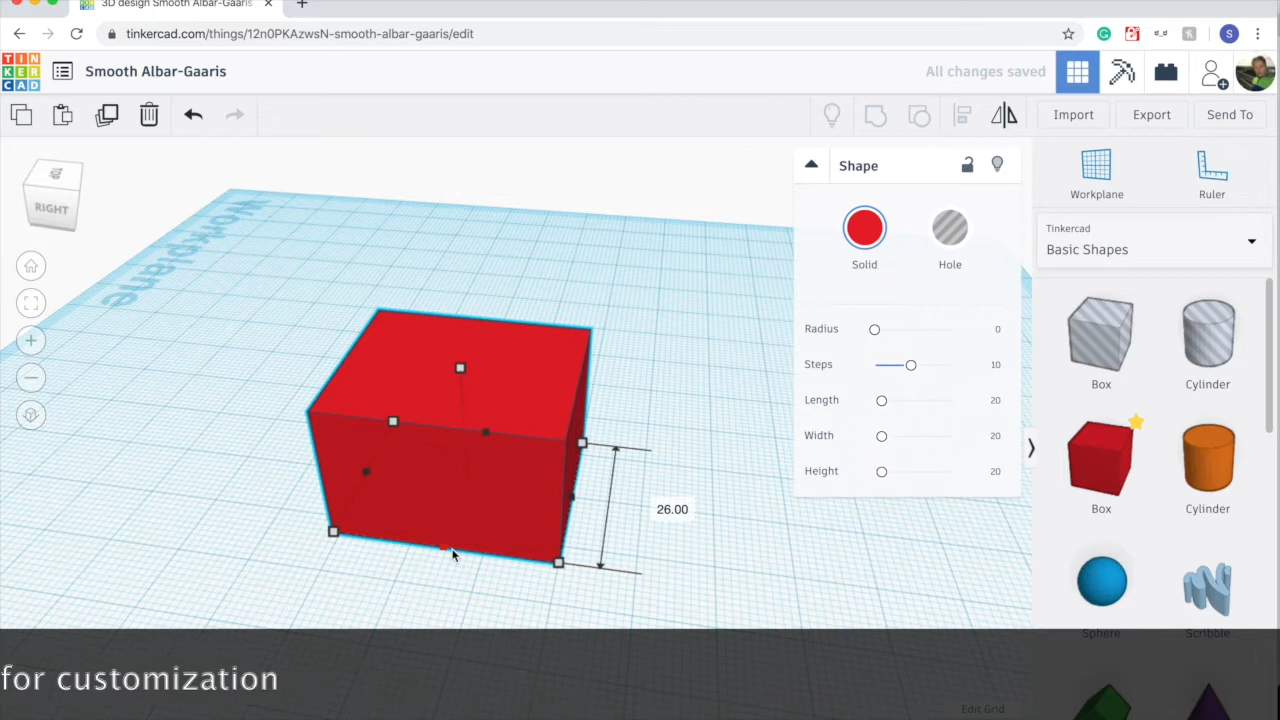 3D design Smooth Albar-Gaaris
tinkercad.com/things/12n0PKAzwsN-smooth-albar-gaaris/edit
S
TIN
KER
CAD
Smooth Albar-Gaaris
All changes saved
Import
Export
Send To
RIGHT
Workplane
Shape
Solid
Hole
Radius 0
Steps 10
Length 20
Width 20
Height 20
26.00
Workplane
Ruler
Tinkercad
Basic Shapes
Box
Cylinder
Box
Cylinder
Sphere
Scribble
Edit Grid
for customization